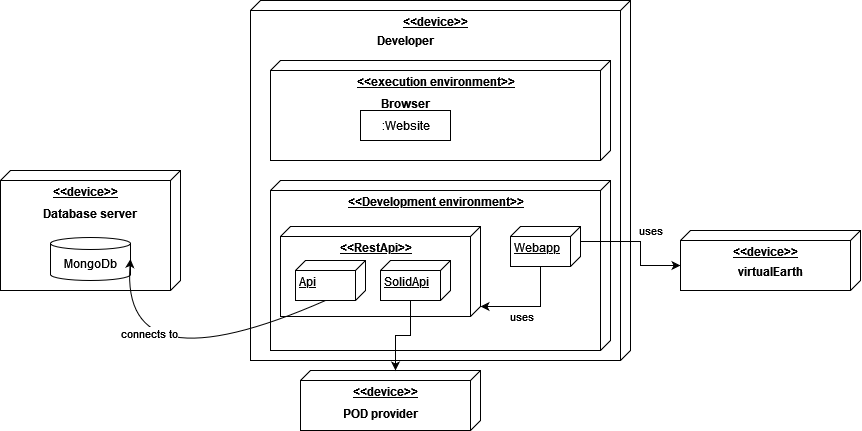 <<device>>
Developer
<<execution environment>>
Browser
:Website
<<device>>
Database server
MongoDb
<<Development environment>>
<<RestApi>>
Api
SolidApi
Webapp
uses
<<device>>
virtualEarth
uses
connects to
<<device>>
POD provider